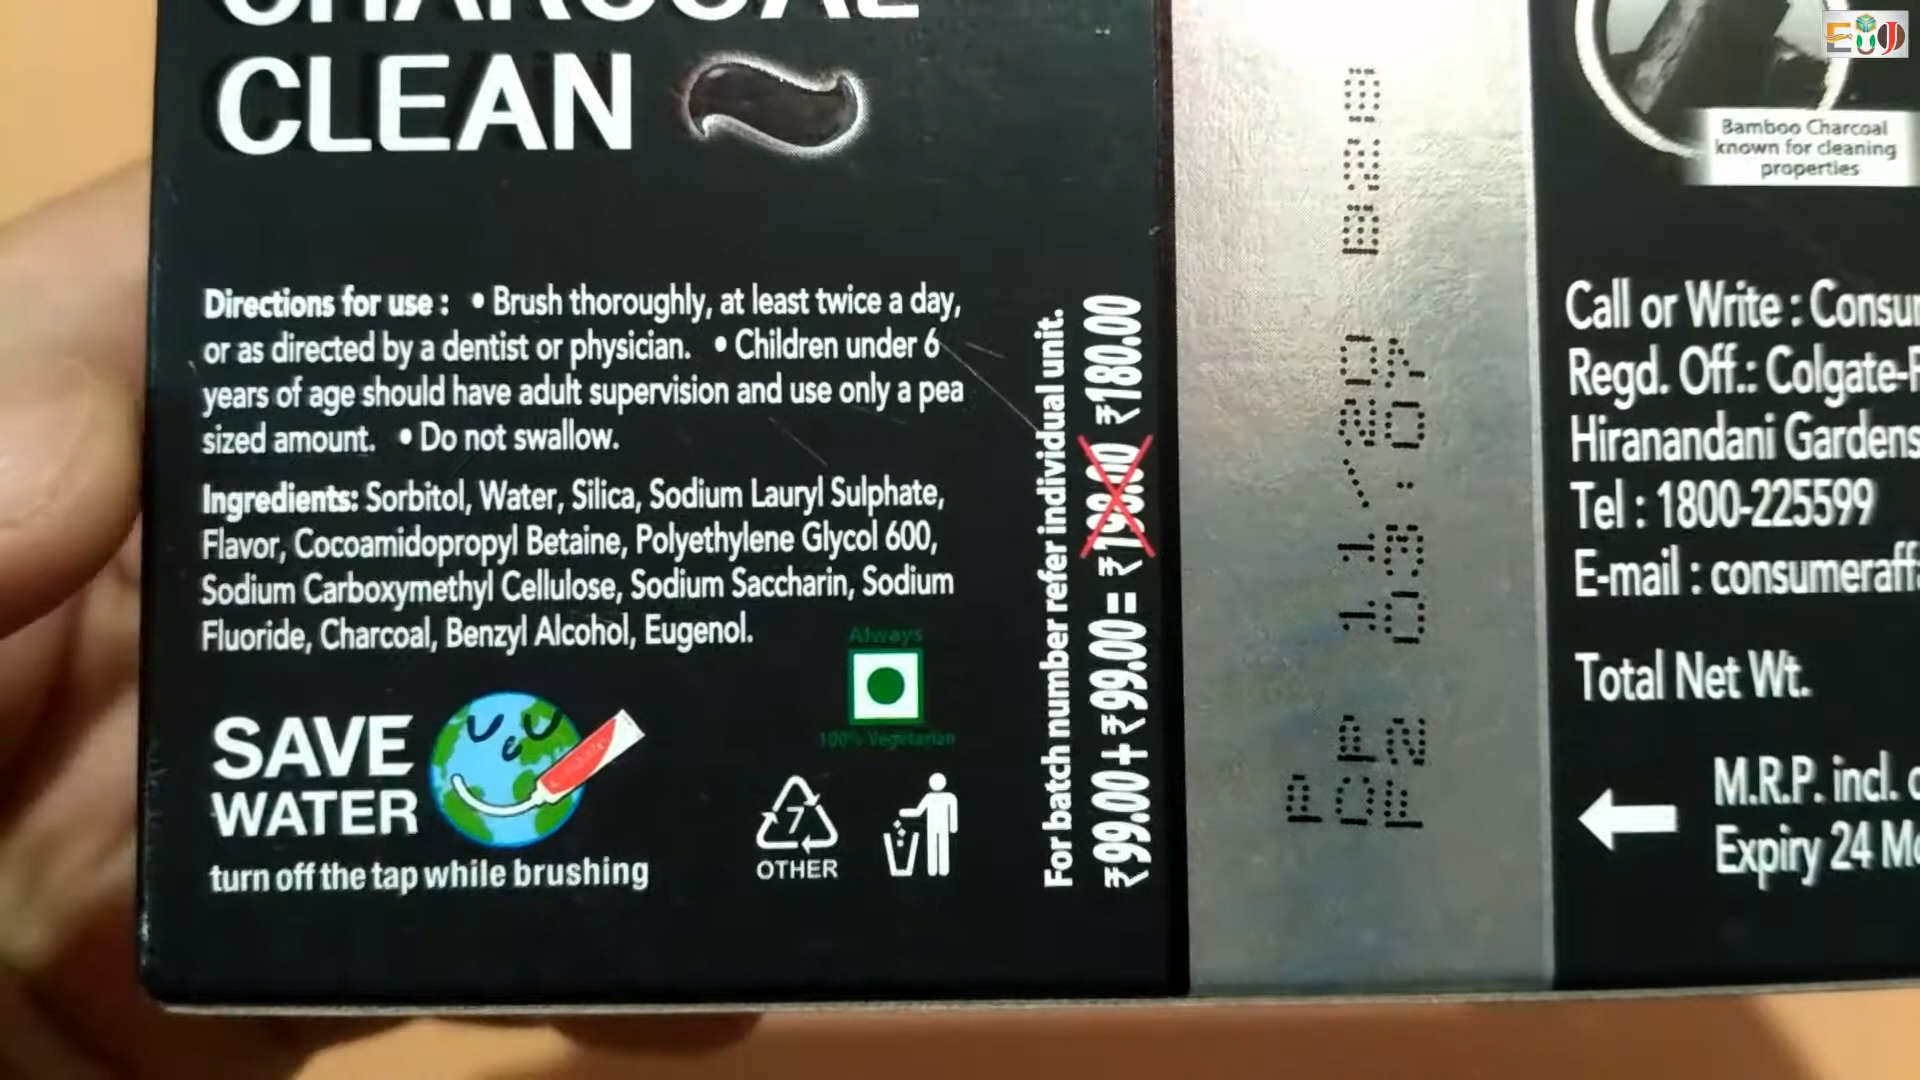 CHARCOAL
CLEAN
Directions for use : • Brush thoroughly, at least twice a day,
or as directed by a dentist or physician. • Children under 6
years of age should have adult supervision and use only a pea
sized amount. • Do not swallow.
Ingredients: Sorbitol, Water, Silica, Sodium Lauryl Sulphate,
Flavor, Cocoamidopropyl Betaine, Polyethylene Glycol 600,
Sodium Carboxymethyl Cellulose, Sodium Saccharin, Sodium
Fluoride, Charcoal, Benzyl Alcohol, Eugenol.
Always
100% Vegetarian
SAVE
WATER
turn off the tap while brushing
7
OTHER
For batch number refer individual unit.
₹99.00+₹99.00= ₹198.00 ₹180.00
11/20
Bamboo Charcoal
known for cleaning
properties
Call or Write : Consu
Regd. Off.: Colgate-P
Hiranandani Gardens
Tel : 1800-225599
E-mail : consumeraff
Total Net Wt.
M.R.P. incl.
Expiry 24 Mo